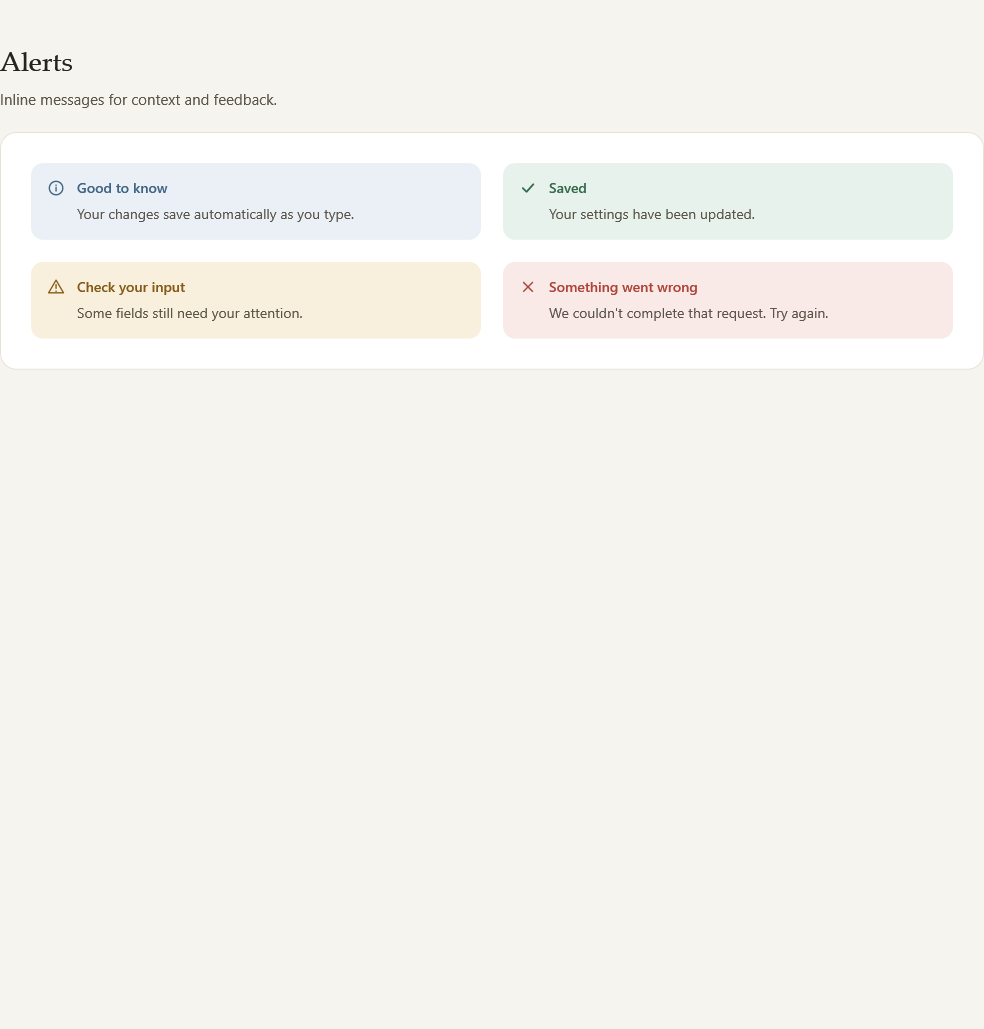 Alerts
Inline messages for context and feedback.
Good to know
Your changes save automatically as you type.
Saved
Your settings have been updated.
Check your input
Some fields still need your attention.
Something went wrong
We couldn't complete that request. Try again.